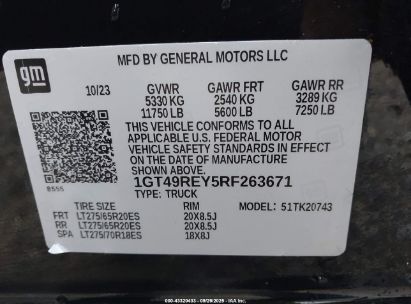 MFD BY GENERAL MOTORS LLC
gm
10/23 GVWR GAWR FRT GAWR RR
5330 KG 2540 KG 3289 KG
11750 LB 5600 LB 7250 LB
THIS VEHICLE CONFORMS TO ALL
APPLICABLE U.S. FEDERAL MOTOR
VEHICLE SAFETY STANDARDS IN EFFECT ON
THE DATE OF MANUFACTURE SHOWN ABOVE.
8555
1GT49REY5RF263671
TYPE: TRUCK
TIRE SIZE RIM MODEL: 51TK20743
FRT LT275/65R20ES 20X8.5J
RR LT275/65R20ES 20X8.5J
SPA LT275/70R18ES 18X8J